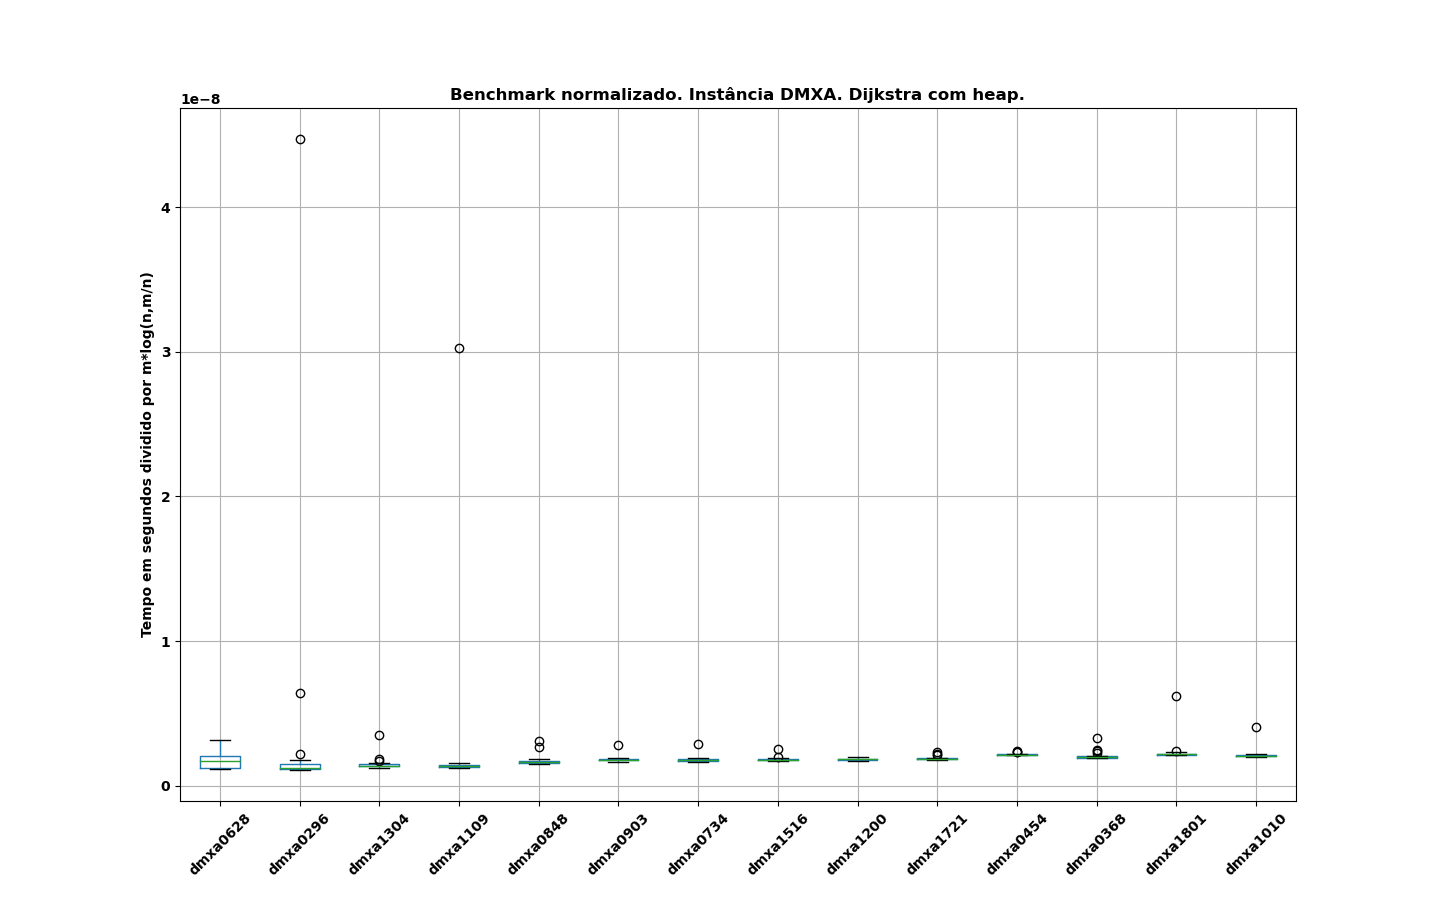 Benchmark normalizado. Instância DMXA. Dijkstra com heap.
1e−8
Tempo em segundos dividido por m*log(n,m/n)
4
3
2
1
0
dmxa0628
dmxa0296
dmxa1304
dmxa1109
dmxa0848
dmxa0903
dmxa0734
dmxa1516
dmxa1200
dmxa1721
dmxa0454
dmxa0368
dmxa1801
dmxa1010